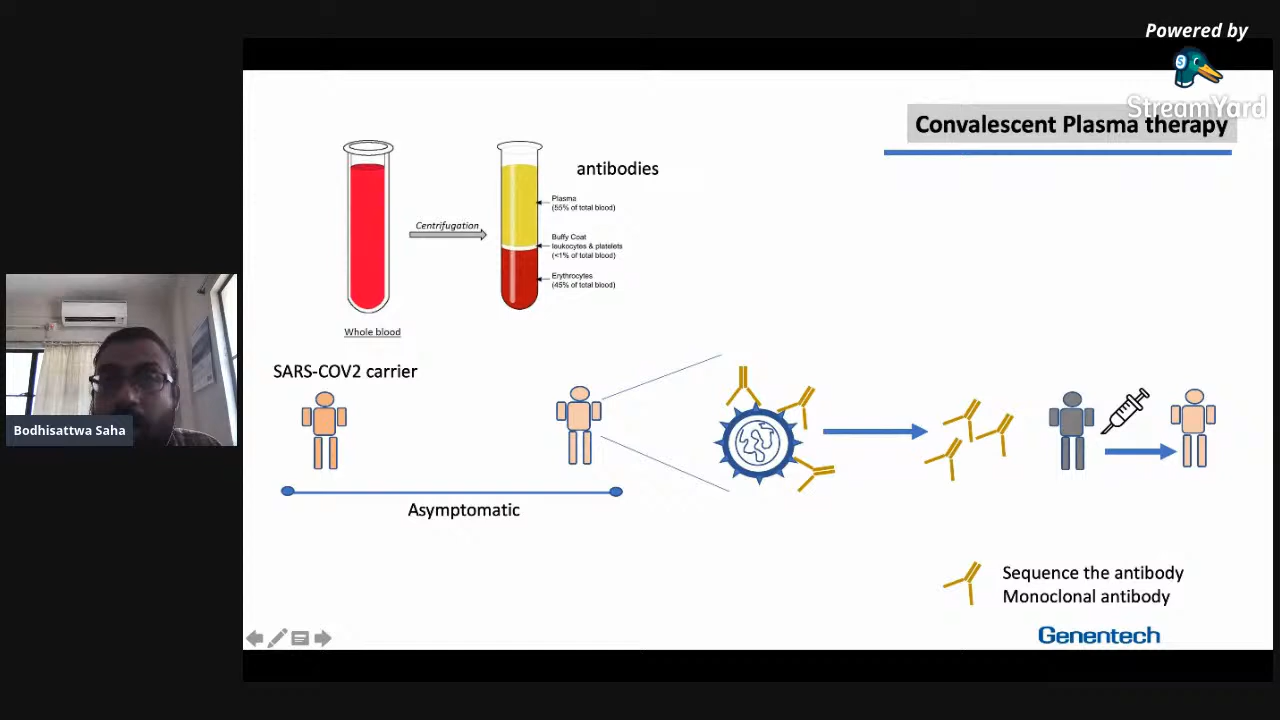 Powered by
StreamYard
Convalescent Plasma therapy
antibodies
Plasma
(55% of total blood)
Centrifugation
Buffy Coat
leukocytes & platelets
(<1% of total blood)
Erythrocytes
(45% of total blood)
Whole blood
SARS-COV2 carrier
Bodhisattwa Saha
Asymptomatic
Sequence the antibody
Monoclonal antibody
Genentech